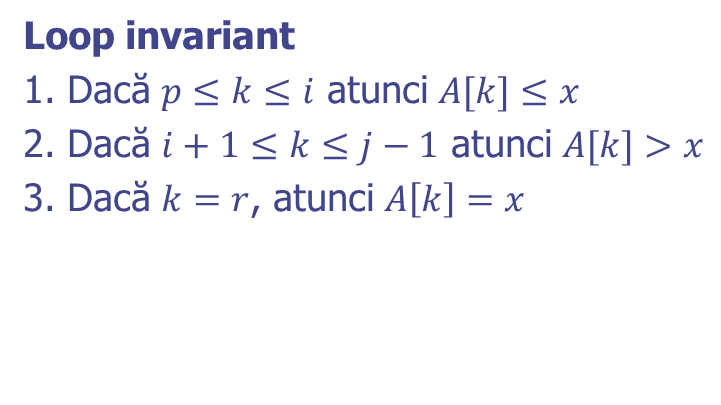 Loop invariant
1. Dacă p ≤ k ≤ i atunci A[k] ≤ x
2. Dacă i + 1 ≤ k ≤ j − 1 atunci A[k] > x
3. Dacă k = r, atunci A[k] = x